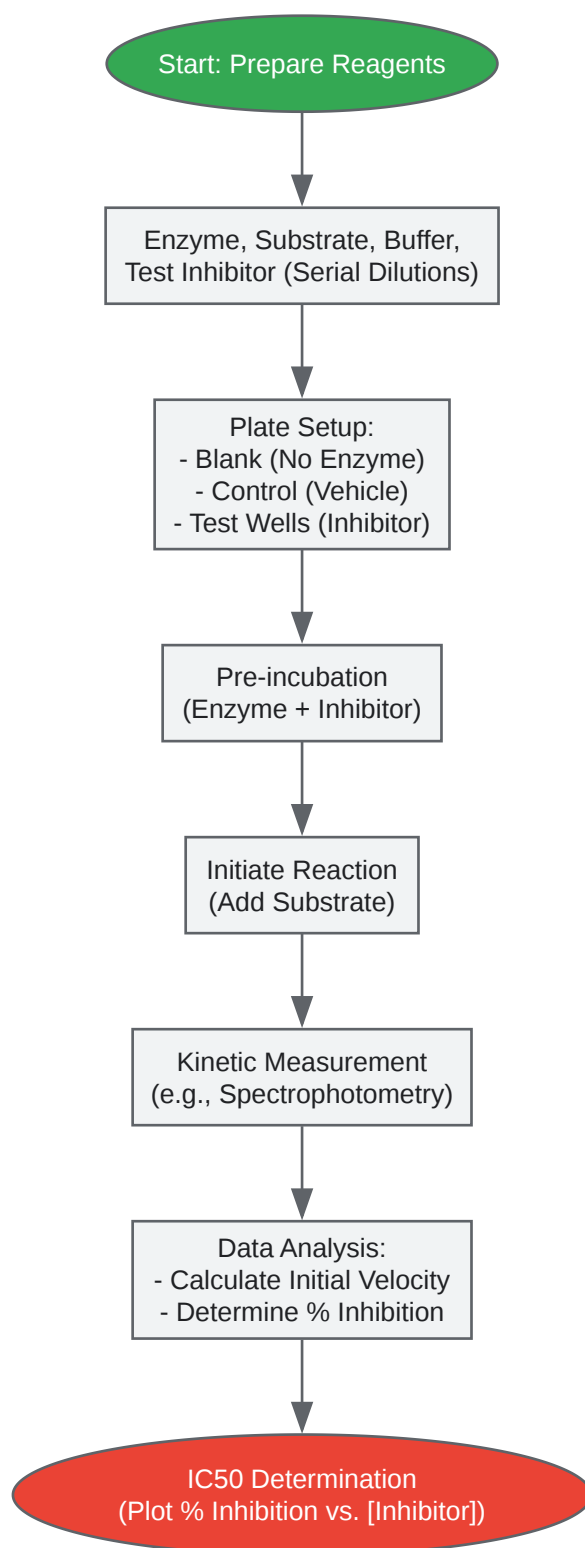 Start: Prepare Reagents
Enzyme, Substrate, Buffer,
Test Inhibitor (Serial Dilutions)
Plate Setup:
- Blank (No Enzyme)
- Control (Vehicle)
- Test Wells (Inhibitor)
Pre-incubation
(Enzyme + Inhibitor)
Initiate Reaction
(Add Substrate)
Kinetic Measurement
(e.g., Spectrophotometry)
Data Analysis:
- Calculate Initial Velocity
- Determine % Inhibition
IC50 Determination
(Plot % Inhibition vs. [Inhibitor])